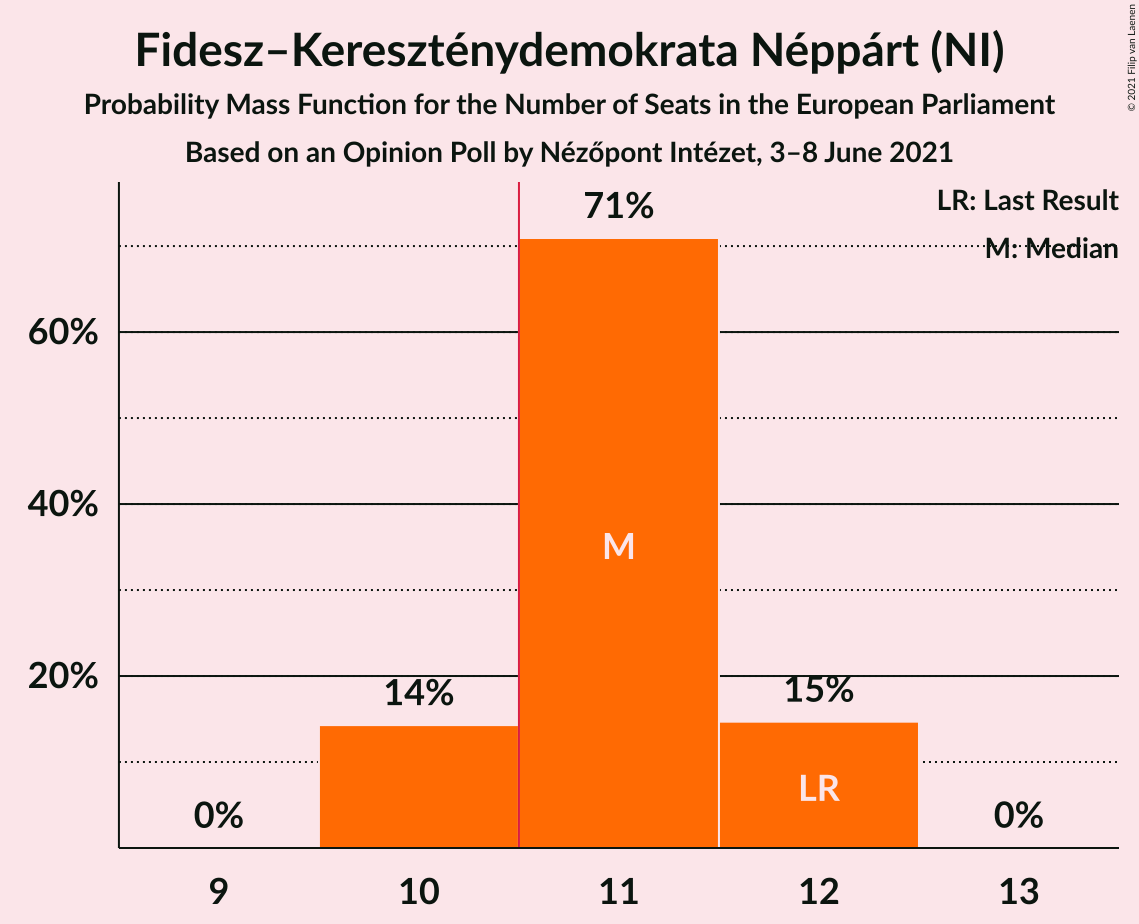 Fidesz–Kereszténydemokrata Néppárt (NI)
Probability Mass Function for the Number of Seats in the European Parliament
Based on an Opinion Poll by Nézőpont Intézet, 3–8 June 2021
© 2021 Filip van Laenen
LR: Last Result
M: Median
71%
60%
40%
M
20%
14%
15%
LR
0%
0%
9 10 11 12 13